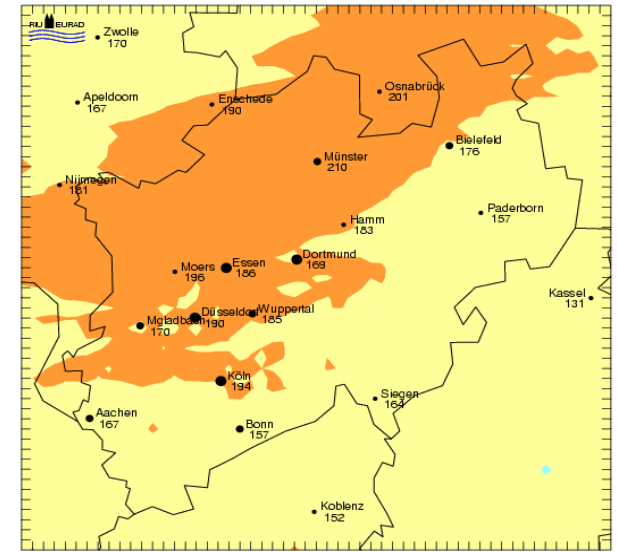 RIU EURAD
Zwolle
170
Apeldoorn
167
Enschede
190
Osnabrück
201
Bielefeld
176
Münster
210
Nijmegen
181
Paderborn
157
Hamm
183
Dortmund
169
Essen
186
Moers
196
Kassel
131
Düsseldorf
190
Wuppertal
185
Mgladbach
170
Köln
194
Siegen
164
Aachen
167
Bonn
157
Koblenz
152